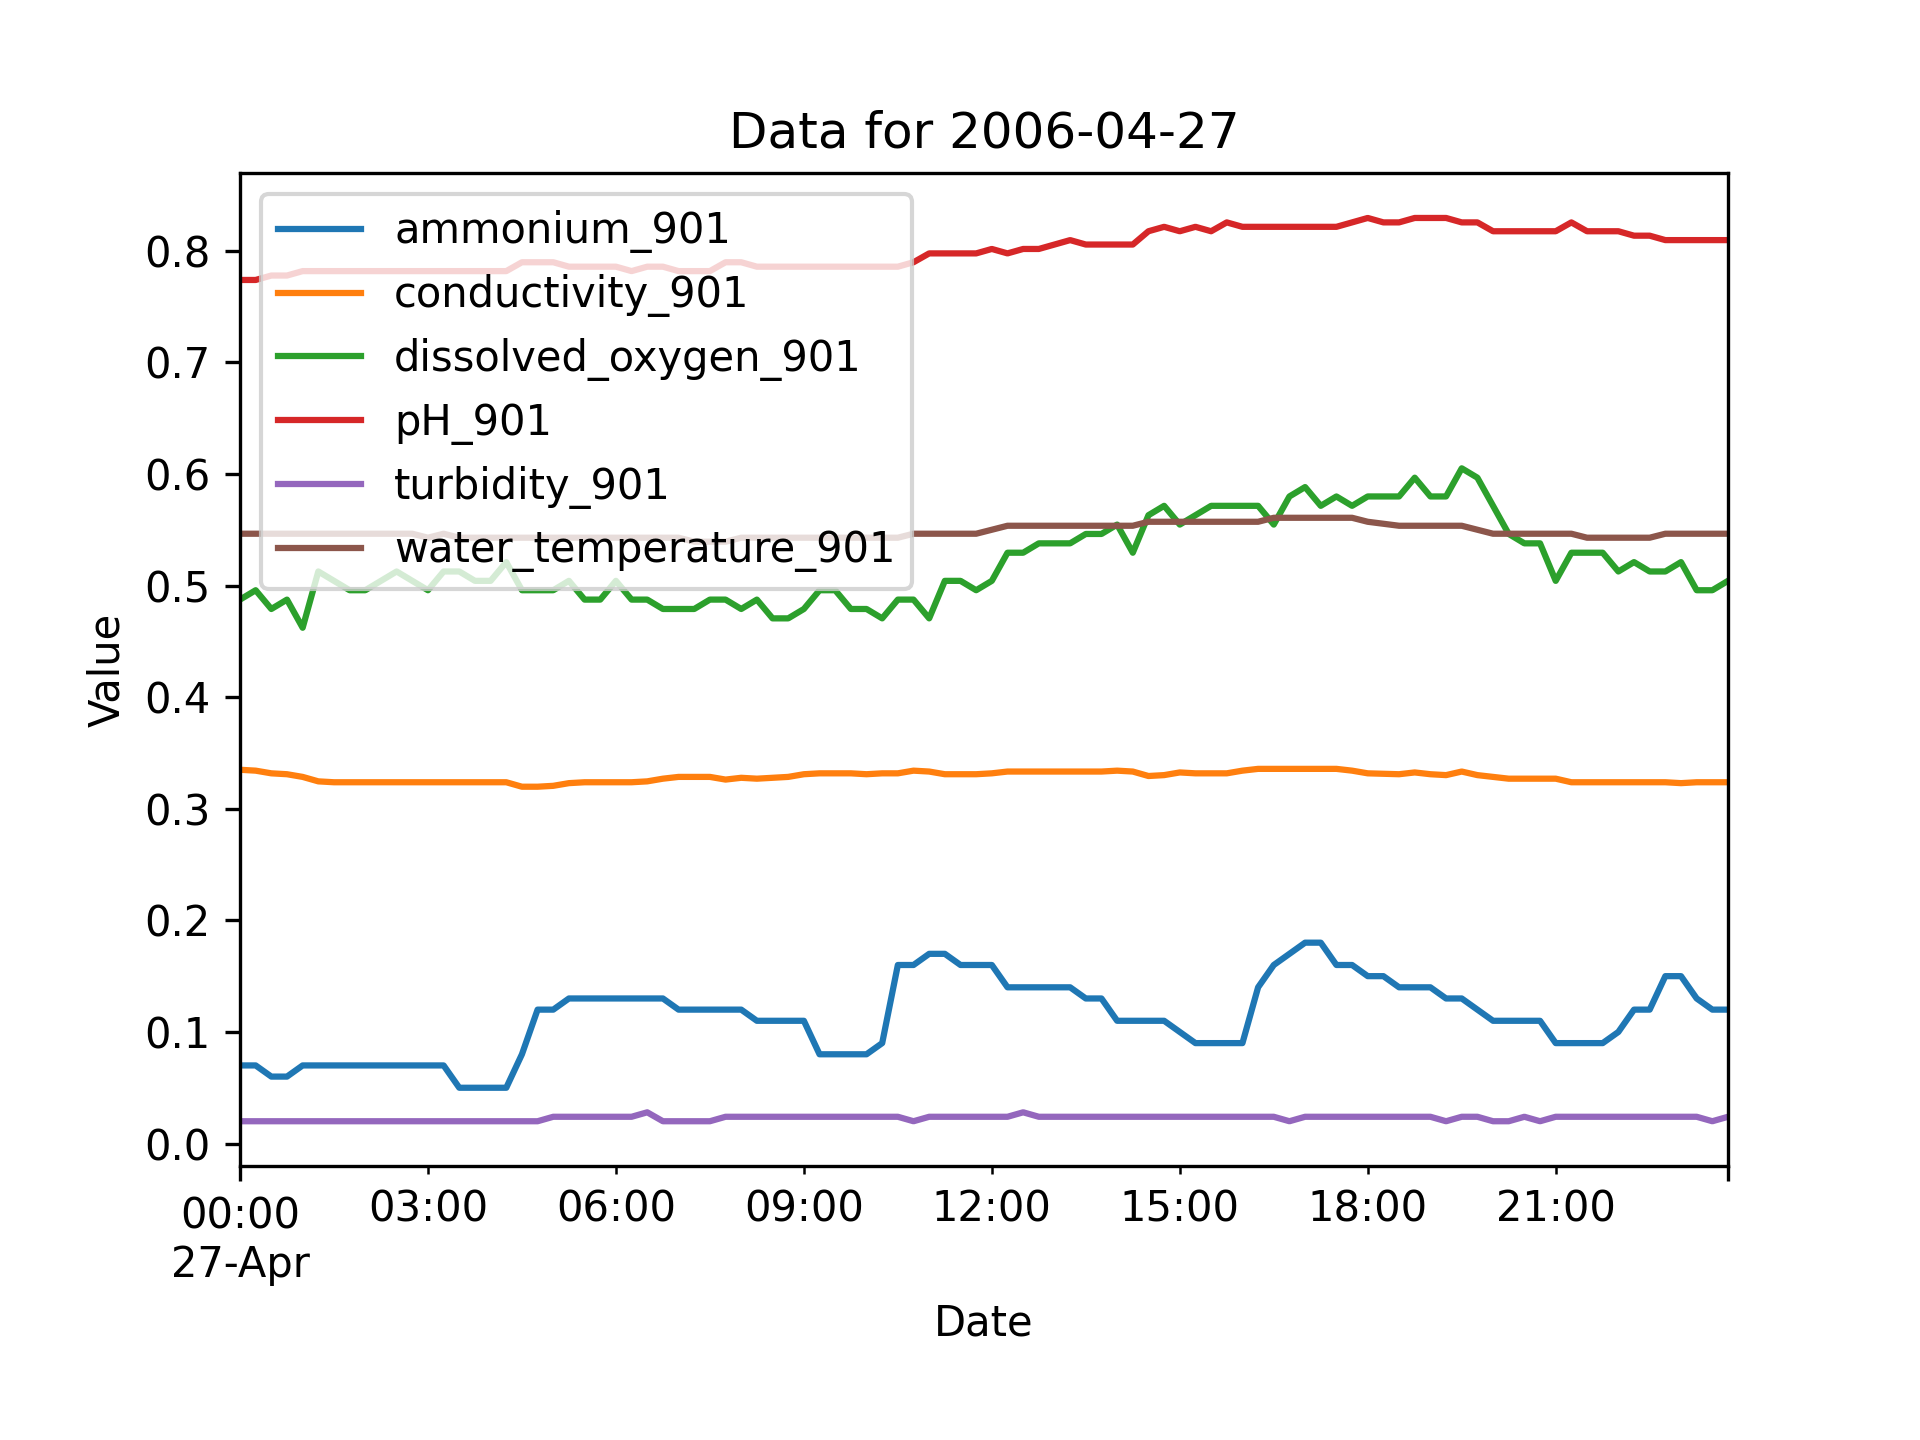 Data for 2006-04-27
ammonium_901
conductivity_901
dissolved_oxygen_901
pH_901
turbidity_901
water_temperature_901
0.8
0.7
0.6
0.5
0.4
0.3
0.2
0.1
0.0
Value
00:00 03:00 06:00 09:00 12:00 15:00 18:00 21:00
27-Apr
Date